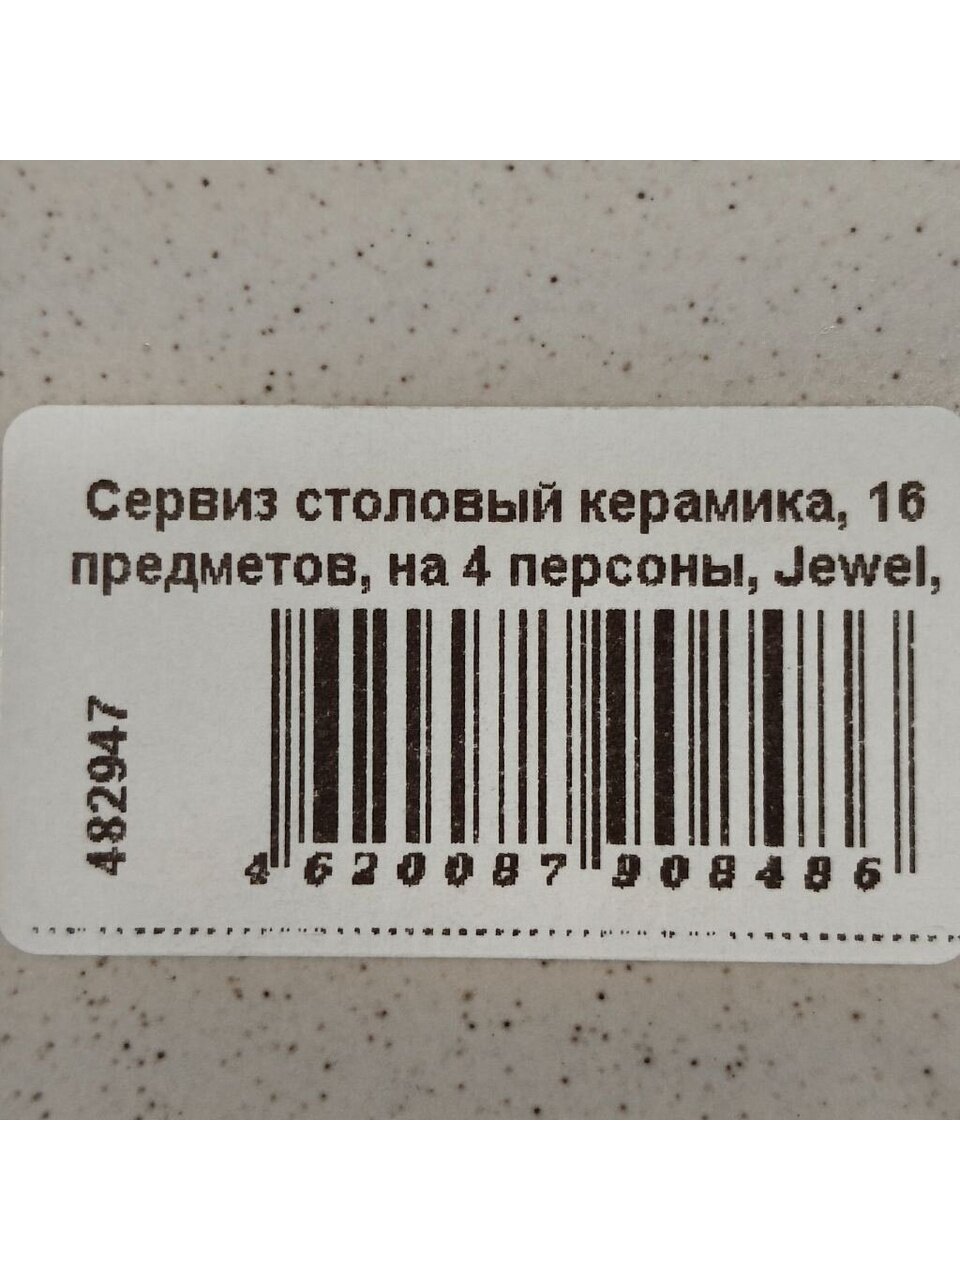 Сервиз столовый керамика, 16
предметов, на 4 персоны, Jewel,
482947
4 620087 908486